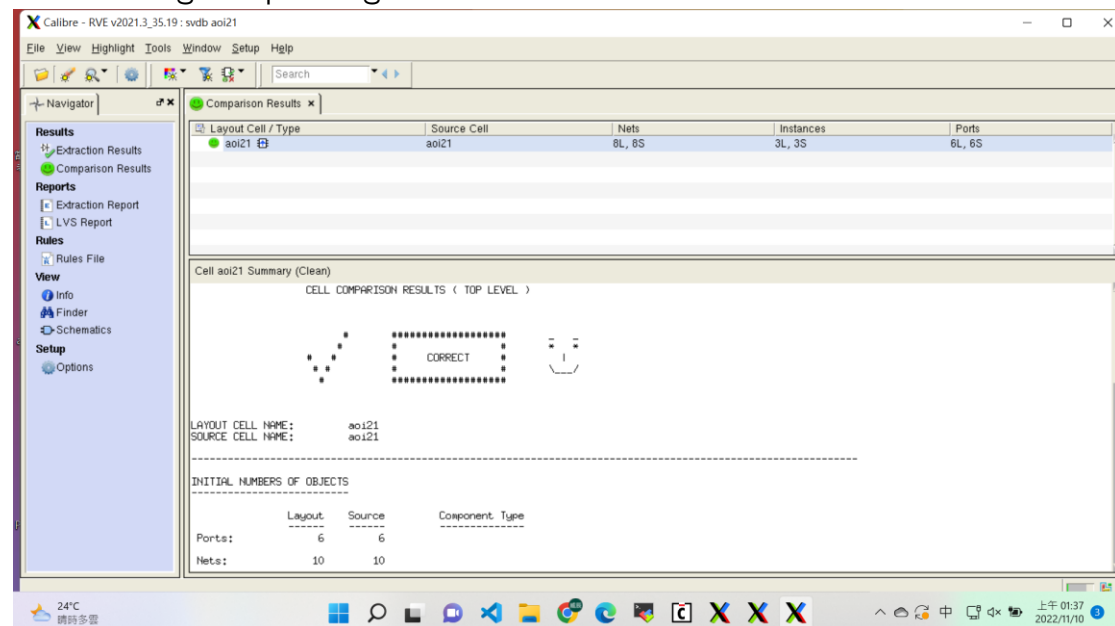 Calibre - RVE v2021.3_35.19 : svdb aoi21
File View Highlight Tools Window Setup Help
Search
Navigator
Comparison Results
Results
Extraction Results
Comparison Results
Reports
Extraction Report
LVS Report
Rules
Rules File
View
Info
Finder
Schematics
Setup
Options
Layout Cell / Type Source Cell Nets Instances Ports
aoi21 aoi21 8L, 8S 3L, 3S 6L, 6S
Cell aoi21 Summary (Clean)
CELL COMPARISON RESULTS ( TOP LEVEL )
CORRECT
LAYOUT CELL NAME: aoi21
SOURCE CELL NAME: aoi21
INITIAL NUMBERS OF OBJECTS
Layout Source Component Type
Ports: 6 6
Nets: 10 10
24°C
晴時多雲
中
上午 01:37
2022/11/10
3